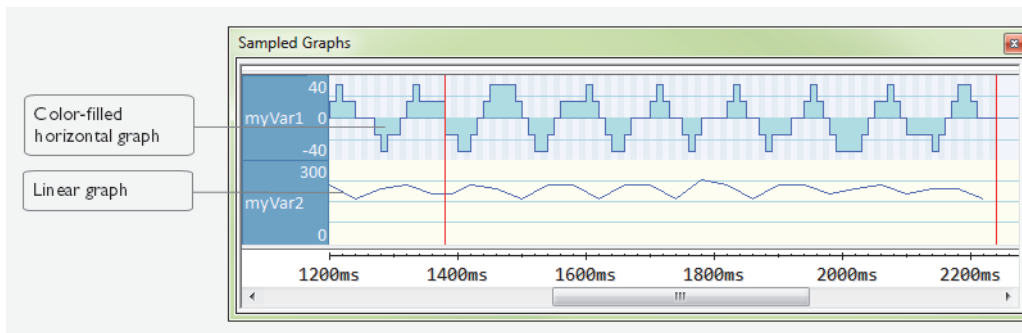 Sampled Graphs
Color-filled
horizontal graph
Linear graph
40
myVar1 0
-40
300
myVar2
0
1200ms 1400ms 1600ms 1800ms 2000ms 2200ms